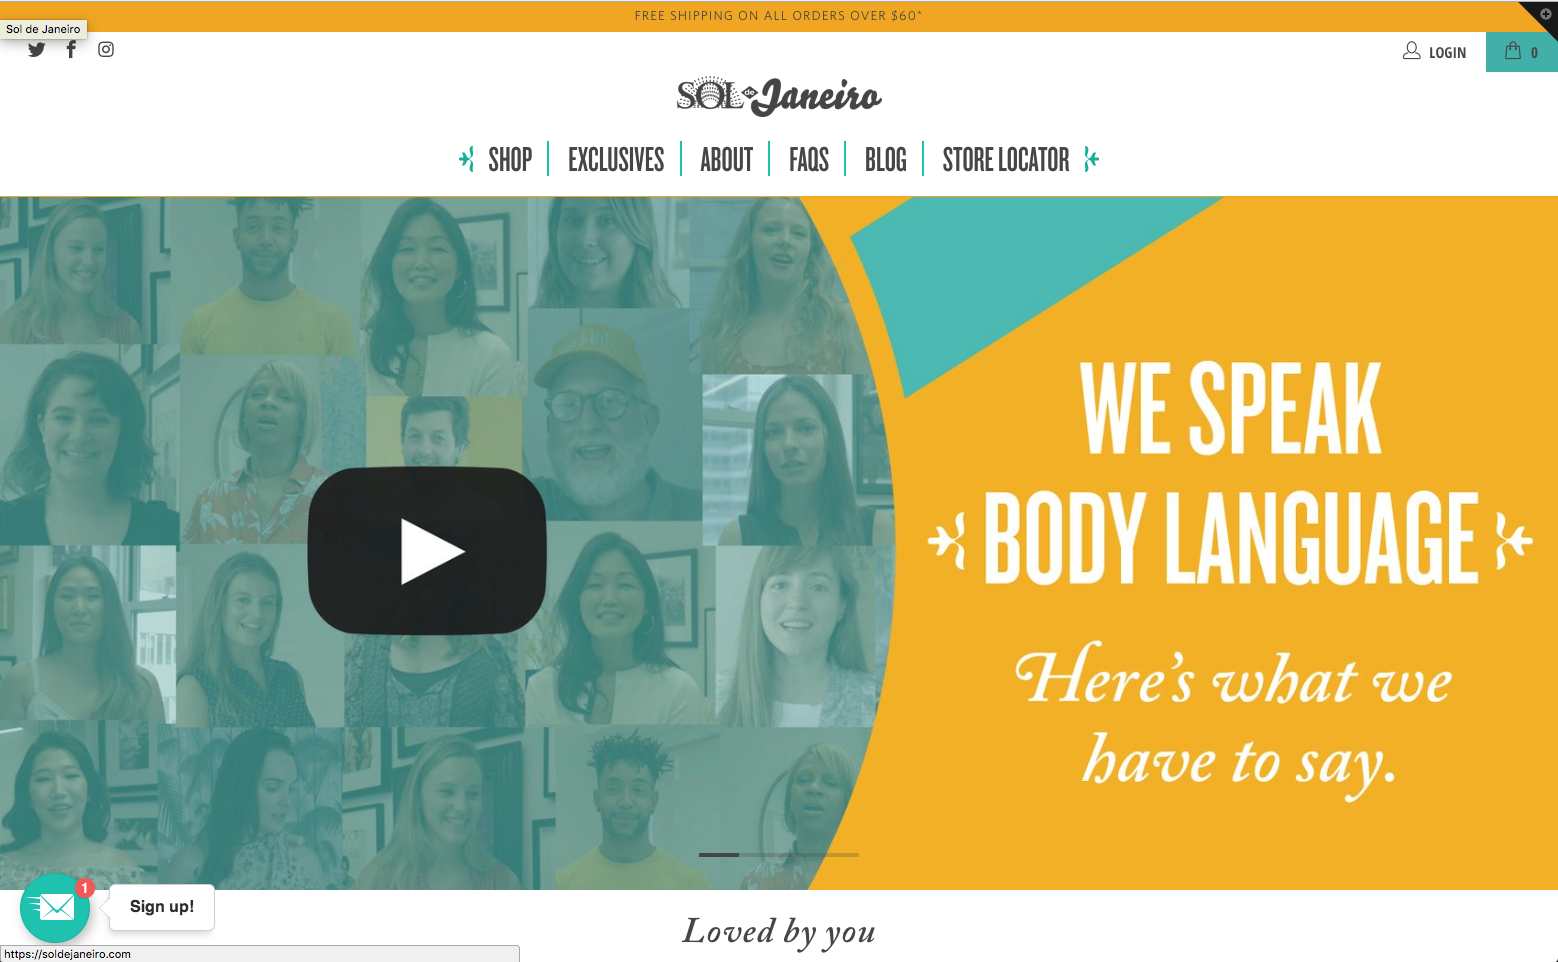 FREE SHIPPING ON ALL ORDERS OVER $60*
Sol de Janeiro
LOGIN
0
SOL de Janeiro
SHOP
EXCLUSIVES
ABOUT
FAQS
BLOG
STORE LOCATOR
WE SPEAK
BODY LANGUAGE
Here's what we
have to say.
1
Sign up!
Loved by you
https://soldejaneiro.com